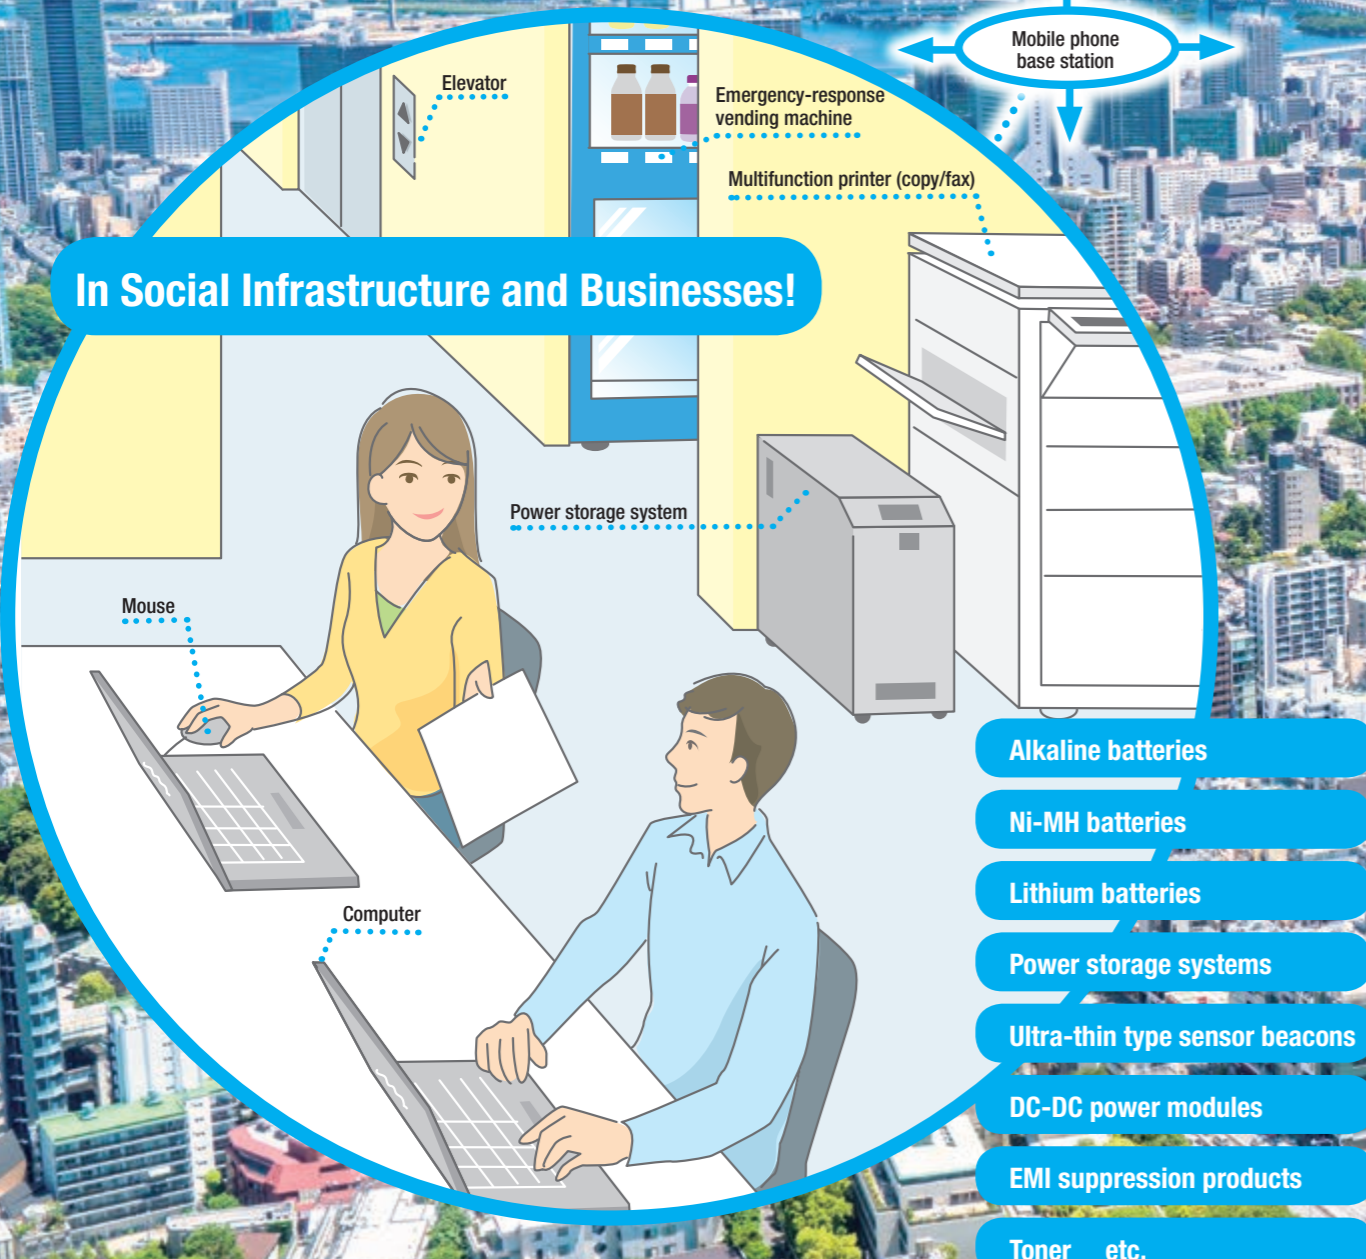 Mobile phone
base station
Elevator
Emergency-response
vending machine
Multifunction printer (copy/fax)
In Social Infrastructure and Businesses!
Power storage system
Mouse
Computer
Alkaline batteries
Ni-MH batteries
Lithium batteries
Power storage systems
Ultra-thin type sensor beacons
DC-DC power modules
EMI suppression products
Toner etc.